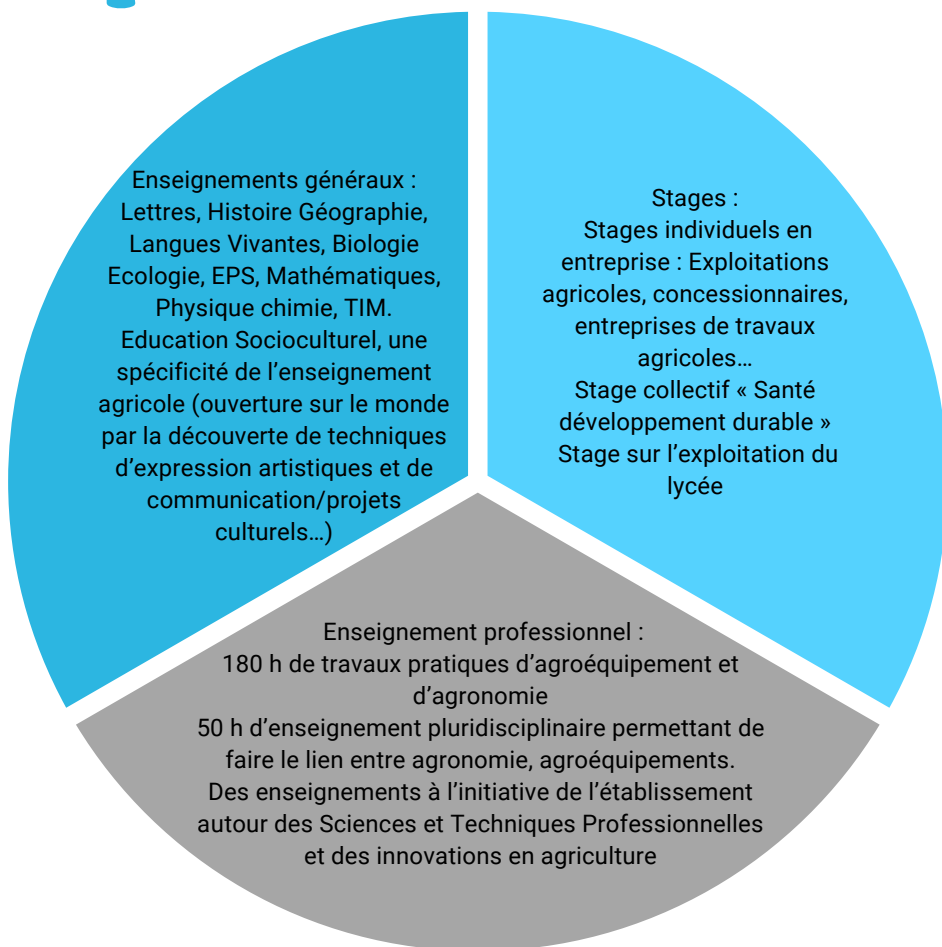 Enseignements généraux :
Lettres, Histoire Géographie,
Langues Vivantes, Biologie
Ecologie, EPS, Mathématiques,
Physique chimie, TIM.
Education Socioculturel, une
spécificité de l'enseignement
agricole (ouverture sur le monde
par la découverte de techniques
d'expression artistiques et de
communication/projets
culturels…)
Stages :
Stages individuels en
entreprise : Exploitations
agricoles, concessionnaires,
entreprises de travaux
agricoles…
Stage collectif « Santé
développement durable »
Stage sur l'exploitation du
lycée
Enseignement professionnel :
180 h de travaux pratiques d'agroéquipement et
d'agronomie
50 h d'enseignement pluridisciplinaire permettant de
faire le lien entre agronomie, agroéquipements.
Des enseignements à l'initiative de l'établissement
autour des Sciences et Techniques Professionnelles
et des innovations en agriculture